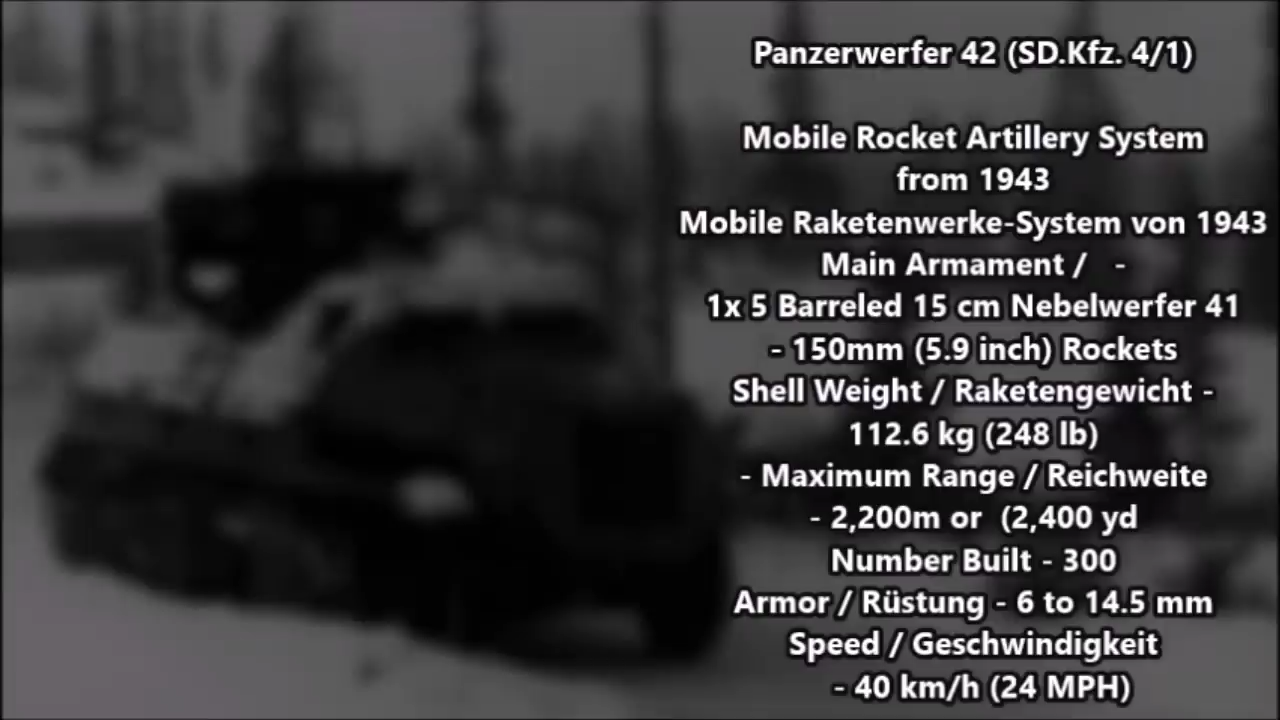 Panzerwerfer 42 (SD.Kfz. 4/1)
Mobile Rocket Artillery System
from 1943
Mobile Raketenwerke-System von 1943
Main Armament /   -
1x 5 Barreled 15 cm Nebelwerfer 41
- 150mm (5.9 inch) Rockets
Shell Weight / Raketengewicht -
112.6 kg (248 lb)
- Maximum Range / Reichweite
- 2,200m or  (2,400 yd
Number Built - 300
Armor / Rüstung - 6 to 14.5 mm
Speed / Geschwindigkeit
- 40 km/h (24 MPH)